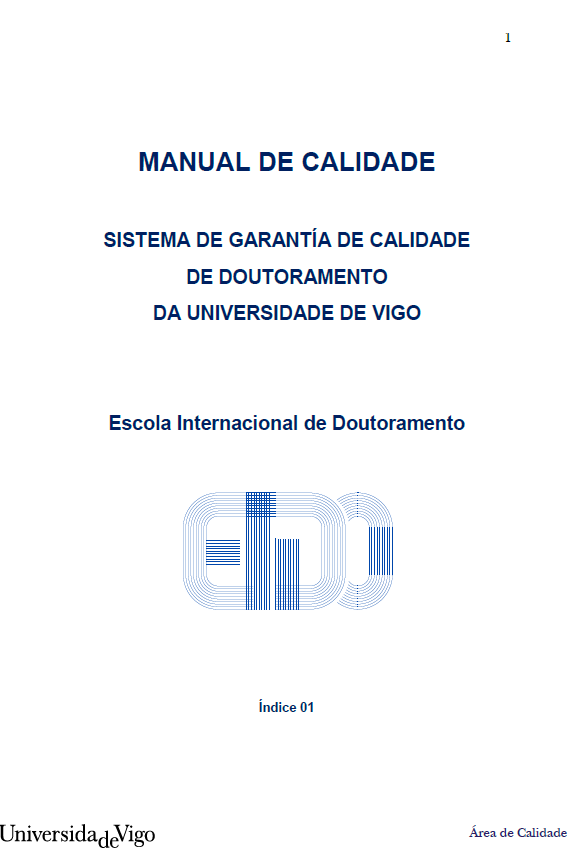 1
MANUAL DE CALIDADE
SISTEMA DE GARANTÍA DE CALIDADE
DE DOUTORAMENTO
DA UNIVERSIDADE DE VIGO
Escola Internacional de Doutoramento
Índice 01
UniversidadeVigo
Área de Calidade